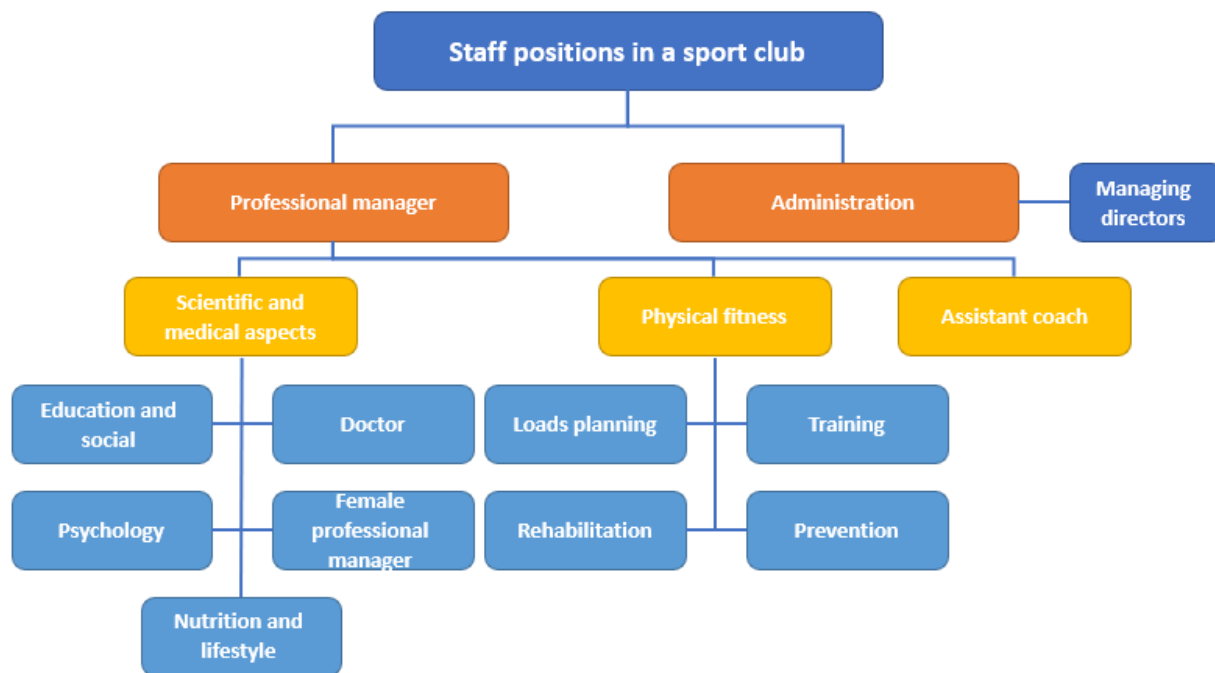 Staff positions in a sport club
Professional manager
Administration
Managing
directors
Scientific and
medical aspects
Physical fitness
Assistant coach
Education and
social
Doctor
Loads planning
Training
Psychology
Female
professional
manager
Rehabilitation
Prevention
Nutrition and
lifestyle